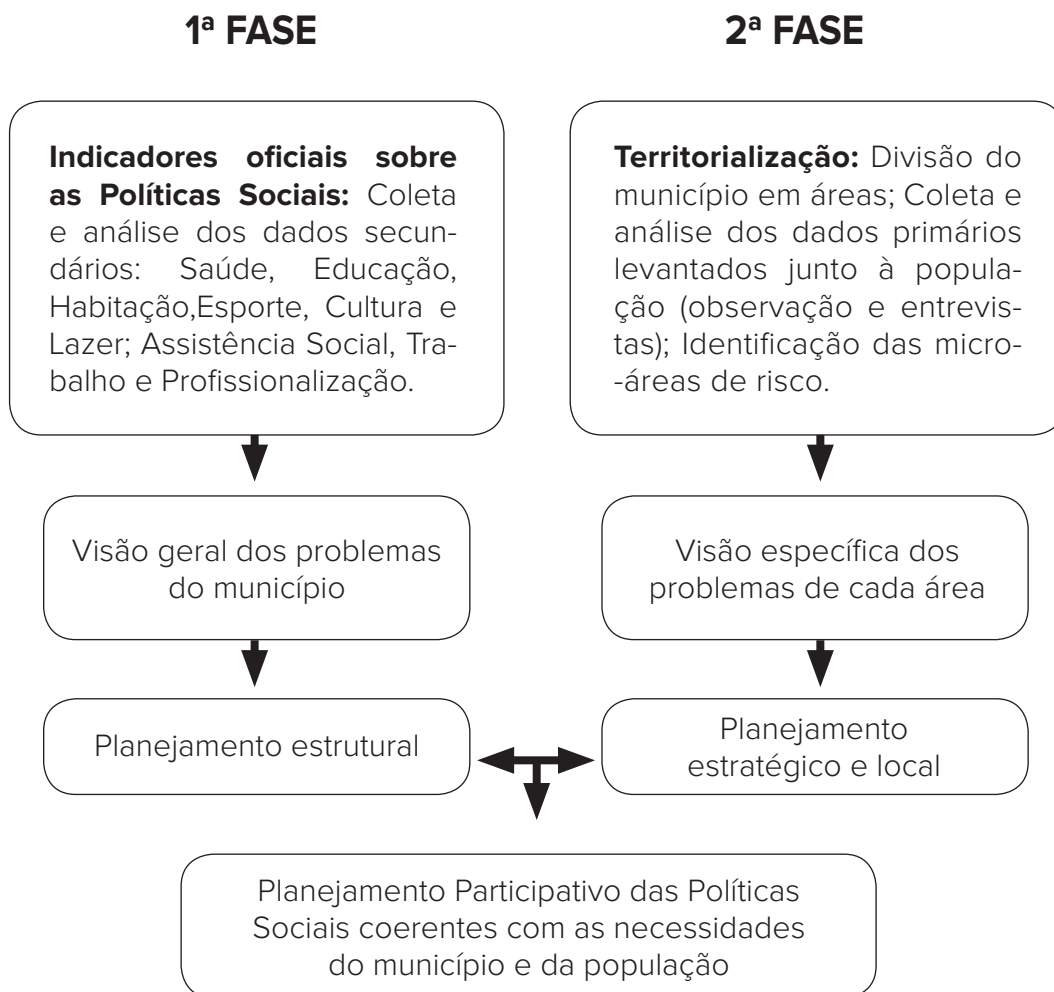 1ª FASE
2ª FASE
Indicadores oficiais sobre
as Políticas Sociais: Coleta
e análise dos dados secun-
dários: Saúde, Educação,
Habitação,Esporte, Cultura e
Lazer; Assistência Social, Tra-
balho e Profissionalização.
Territorialização: Divisão do
município em áreas; Coleta e
análise dos dados primários
levantados junto à popula-
ção (observação e entrevis-
tas); Identificação das micro-
-áreas de risco.
Visão geral dos problemas
do município
Visão específica dos
problemas de cada área
Planejamento estrutural
Planejamento
estratégico e local
Planejamento Participativo das Políticas
Sociais coerentes com as necessidades
do município e da população